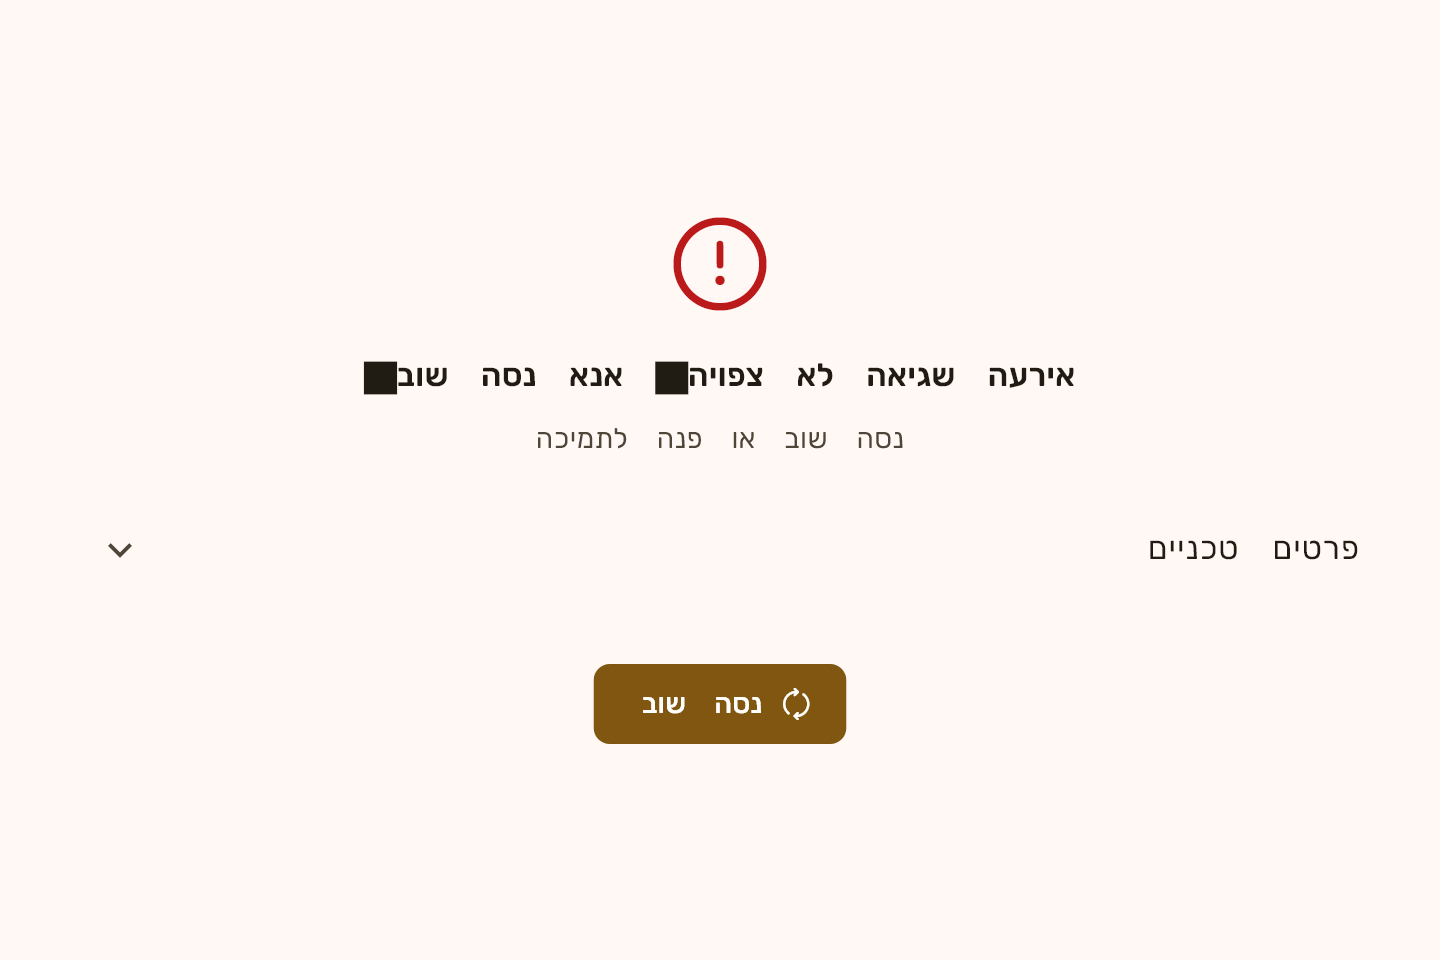 אירעה שגיאה לא צפויה■ אנא נסה שוב■
נסה שוב או פנה לתמיכה
פרטים טכניים
נסה שוב